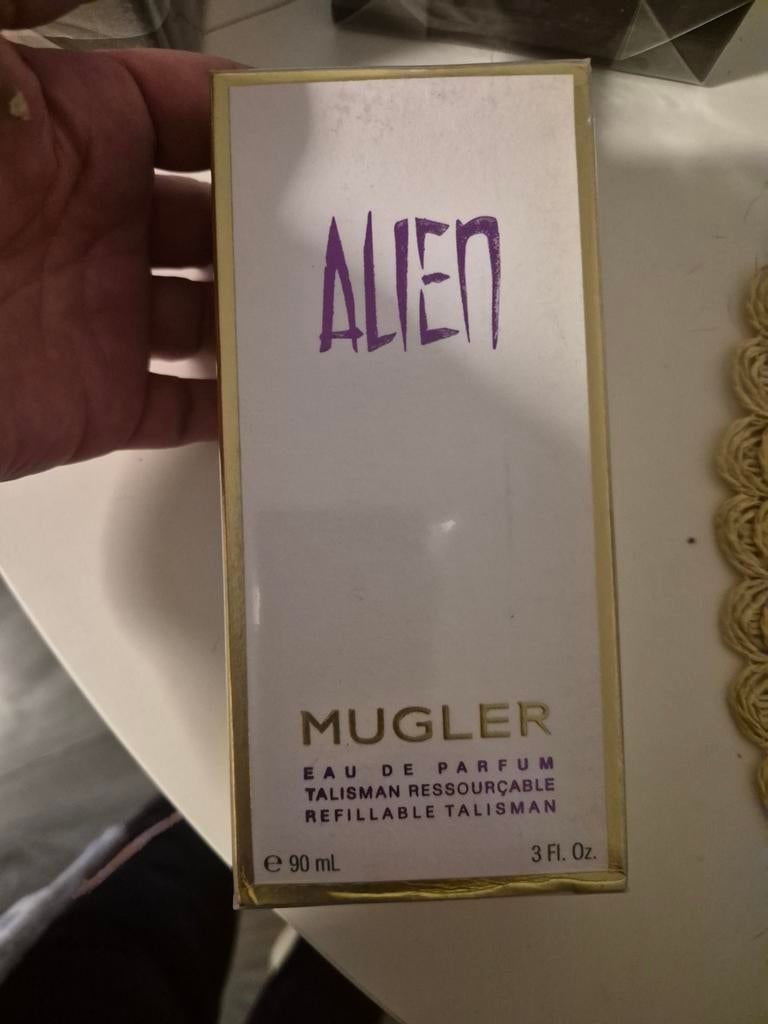 ALIEN
MUGLER
EAU DE PARFUM
TALISMAN RESSOURÇABLE
REFILLABLE TALISMAN
℮ 90 mL
3 Fl. Oz.